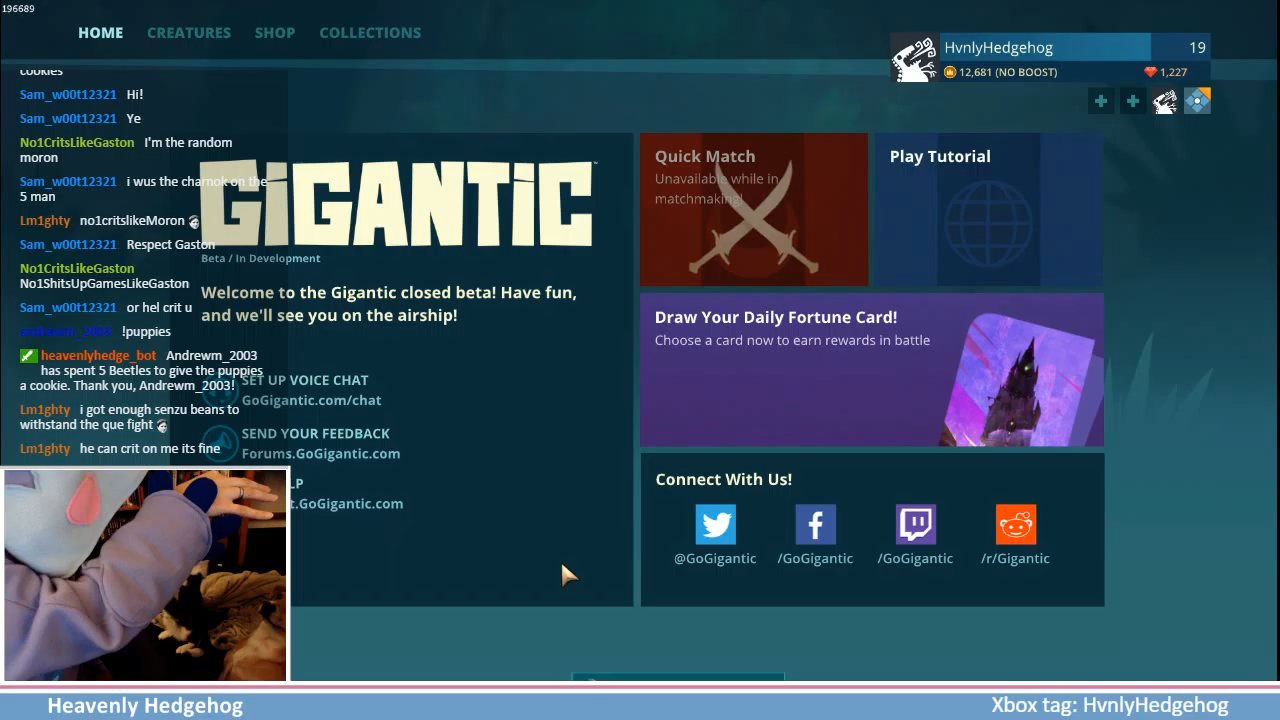 196689
HOME CREATURES SHOP COLLECTIONS
HvnlyHedgehog 19
12,681 (NO BOOST) 1,227
cookies
Sam_w00t12321 Hi!
Sam_w00t12321 Ye
No1CritsLikeGaston I'm the random
moron
Sam_w00t12321 i wus the charnok on the
5 man
Lm1ghty no1critslikeMoron
Sam_w00t12321 Respect Gaston
No1CritsLikeGaston
No1ShitsUpGamesLikeGaston
Sam_w00t12321 or hel crit u
andrewm_2003 !puppies
heavenlyhedge_bot Andrewm_2003
has spent 5 Beetles to give the puppies
a cookie. Thank you, Andrewm_2003!
Lm1ghty i got enough senzu beans to
withstand the que fight
Lm1ghty he can crit on me its fine
GIGANTIC
Beta / In Development
Welcome to the Gigantic closed beta! Have fun,
and we'll see you on the airship!
SET UP VOICE CHAT
GoGigantic.com/chat
SEND YOUR FEEDBACK
Forums.GoGigantic.com
LP
t.GoGigantic.com
Quick Match
Unavailable while in
matchmaking!
Play Tutorial
Draw Your Daily Fortune Card!
Choose a card now to earn rewards in battle
Connect With Us!
@GoGigantic /GoGigantic /GoGigantic /r/Gigantic
Heavenly Hedgehog
Xbox tag: HvnlyHedgehog